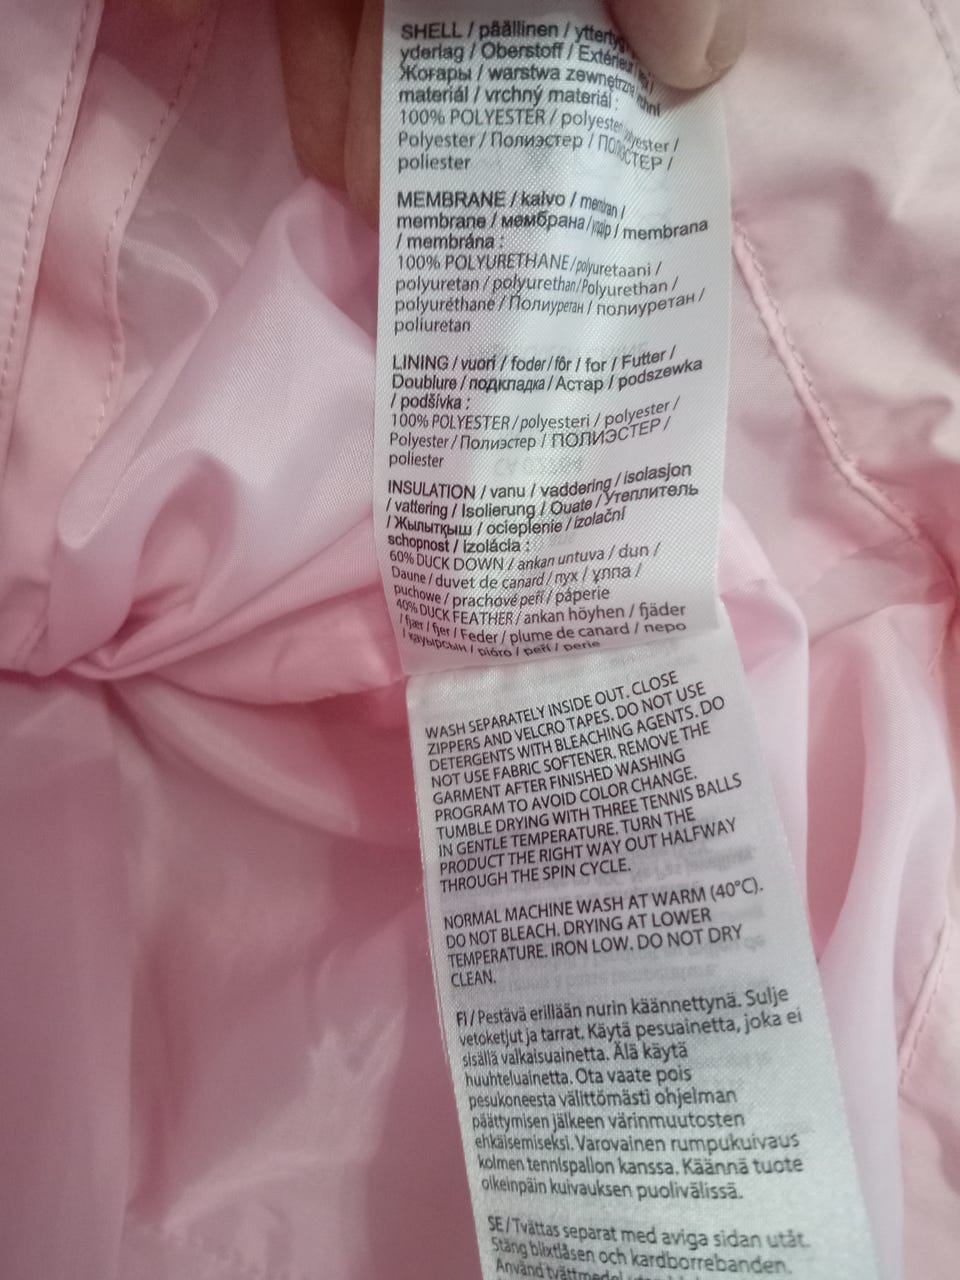 SHELL / päällinen / yttertyg
yderlag / Oberstoff / Extérieur
Жоғары / warstwa zewnętrzna
materiál / vrchný materiál :
100% POLYESTER / polyesteri / polyester /
Polyester / Полиэстер / ПОЛИЭСТЕР /
poliester
MEMBRANE / kalvo / membran /
membrane / мембрана / / membrana
/ membrána :
100% POLYURETHANE / polyuretaani /
polyuretan / polyurethan/Polyurethan /
polyuréthane / Полиуретан / полиуретан /
poliuretan
LINING / vuori / foder/fôr / for / Futter /
Doublure / подкладка / Астар / podszewka
/ podšívka :
100% POLYESTER / polyesteri / polyester /
Polyester / Полиэстер / ПОЛИЭСТЕР /
poliester
INSULATION / vanu / vaddering / isolasjon
/ vattering / Isolierung / Ouate / Утеплитель
/ Жылытқыш / ocieplenie / izolační
schopnost / izolácia :
60% DUCK DOWN / ankan untuva / dun /
Daune / duvet de canard / пух / ұлпа /
puchowe / prachové peří / páperie
40% DUCK FEATHER / ankan höyhen / fjäder
/ fjær / fjer / Feder / plume de canard / перо
/ қауырсын / pióro / peří / perie
WASH SEPARATELY INSIDE OUT. CLOSE
ZIPPERS AND VELCRO TAPES. DO NOT USE
DETERGENTS WITH BLEACHING AGENTS. DO
NOT USE FABRIC SOFTENER. REMOVE THE
GARMENT AFTER FINISHED WASHING
PROGRAM TO AVOID COLOR CHANGE.
TUMBLE DRYING WITH THREE TENNIS BALLS
IN GENTLE TEMPERATURE. TURN THE
PRODUCT THE RIGHT WAY OUT HALFWAY
THROUGH THE SPIN CYCLE.
NORMAL MACHINE WASH AT WARM (40°C).
DO NOT BLEACH. DRYING AT LOWER
TEMPERATURE. IRON LOW. DO NOT DRY
CLEAN.
FI / Pestävä erillään nurin käännettynä. Sulje
vetoketjut ja tarrat. Käytä pesuainetta, joka ei
sisällä valkaisuainetta. Älä käytä
huuhteluainetta. Ota vaate pois
pesukoneesta välittömästi ohjelman
päättymisen jälkeen värinmuutosten
ehkäisemiseksi. Varovainen rumpukuivaus
kolmen tennispallon kanssa. Käännä tuote
oikeinpäin kuivauksen puolivälissä.
SE / Tvättas separat med aviga sidan utåt.
Stäng blixtlåsen och kardborrebanden.
Använd tvättmedel